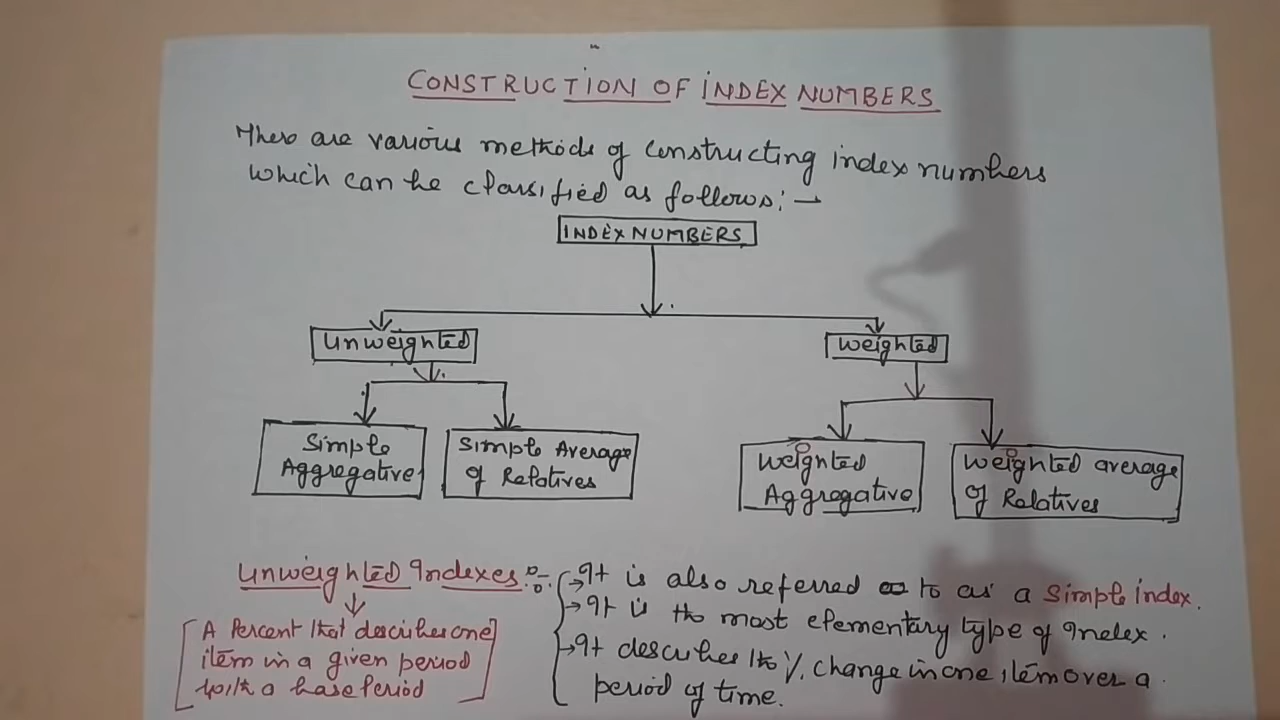 CONSTRUCTION OF INDEX NUMBERS
There are various methods of constructing index numbers
which can be classified as follows:→
INDEX NUMBERS
Unweighted
Weighted
Simple
Aggregative
Simple Average
of Relatives
Weighted
Aggregative
Weighted average
of Relatives
Unweighted Indexes:-
A Percent that describes one
item in a given period
with a base Period
→ It is also referred to as a simple index.
→ It is the most elementary type of Index.
→ It describes the % change in one item over a
period of time.